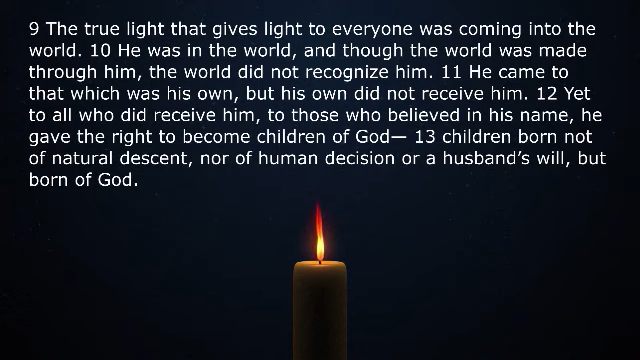 9 The true light that gives light to everyone was coming into the
world. 10 He was in the world, and though the world was made
through him, the world did not recognize him. 11 He came to
that which was his own, but his own did not receive him. 12 Yet
to all who did receive him, to those who believed in his name, he
gave the right to become children of God— 13 children born not
of natural descent, nor of human decision or a husband’s will, but
born of God.